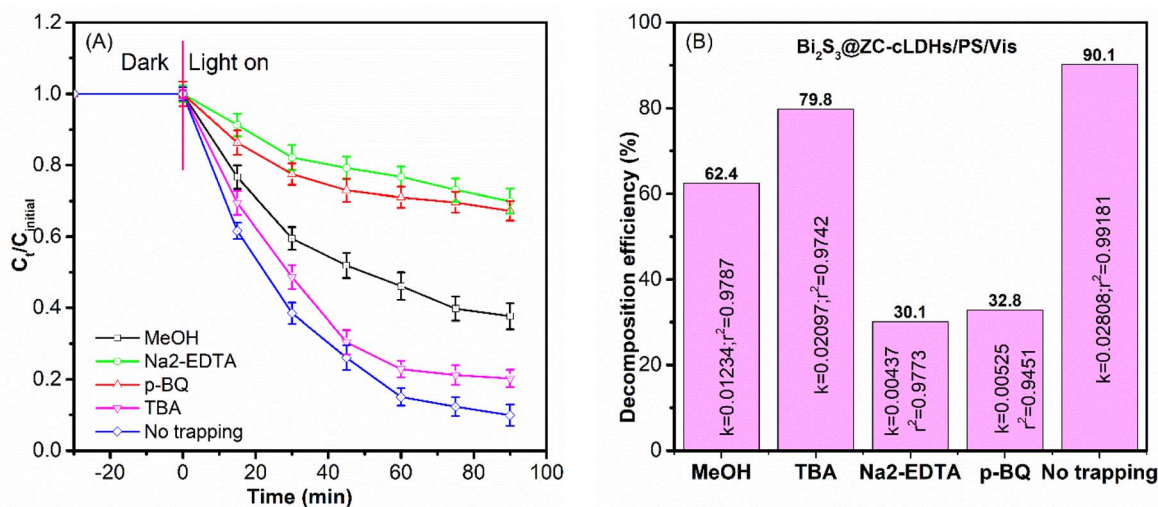 (A)
Dark
Light on
C_t/C_initial
1.2
1.0
0.8
0.6
0.4
0.2
0.0
MeOH
Na2-EDTA
p-BQ
TBA
No trapping
-20 0 20 40 60 80 100
Time (min)
(B)
Bi₂S₃@ZC-cLDHs/PS/Vis
Decomposition efficiency (%)
100
80
60
40
20
0
62.4
79.8
30.1
32.8
90.1
k=0.01234;r²=0.9787
k=0.02097;r²=0.9742
k=0.00437
r²=0.9773
k=0.00525
r²=0.9451
k=0.02808;r²=0.99181
MeOH TBA Na2-EDTA p-BQ No trapping